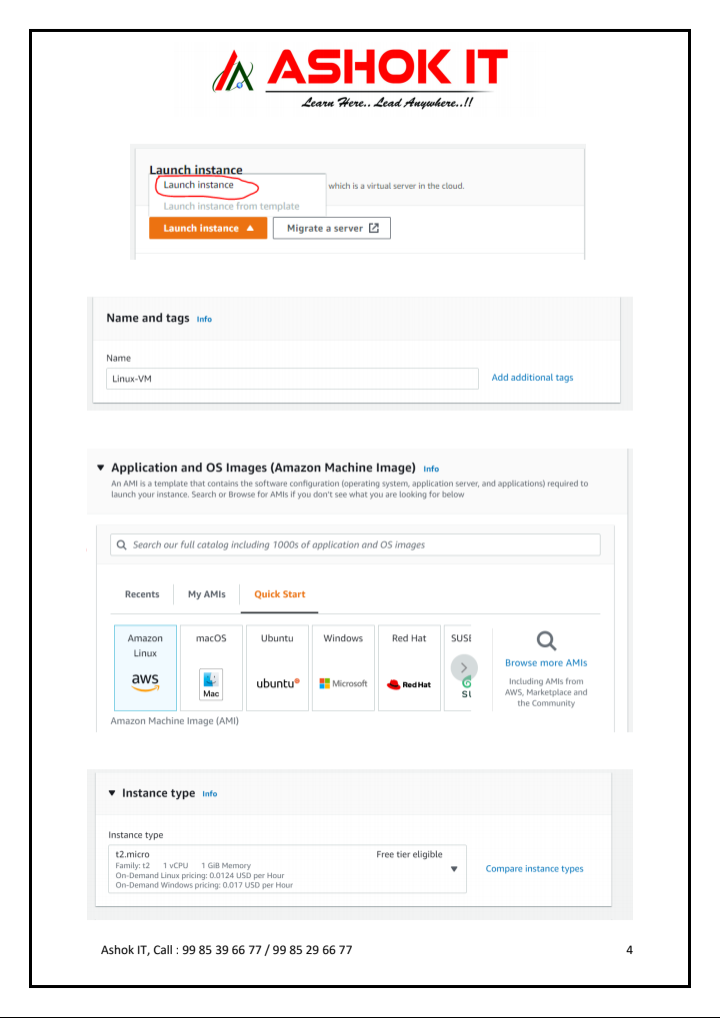 ASHOK IT
Learn Here.. Lead Anywhere..!!
Launch instance
Launch instance
which is a virtual server in the cloud.
Launch instance from template
Launch instance
Migrate a server
Name and tags Info
Name
Linux-VM
Add additional tags
Application and OS Images (Amazon Machine Image) Info
An AMI is a template that contains the software configuration (operating system, application server, and applications) required to
launch your instance. Search or Browse for AMIs if you don't see what you are looking for below
Search our full catalog including 1000s of application and OS images
Recents My AMIs Quick Start
Amazon Linux
aws
macOS
Mac
Ubuntu
ubuntu
Windows
Microsoft
Red Hat
Red Hat
SUSE
SU
Browse more AMIs
Including AMIs from
AWS, Marketplace and
the Community
Amazon Machine Image (AMI)
Instance type Info
Instance type
t2.micro Free tier eligible
Family: t2 1 vCPU 1 GiB Memory
On-Demand Linux pricing: 0.0124 USD per Hour
On-Demand Windows pricing: 0.017 USD per Hour
Compare instance types
Ashok IT, Call : 99 85 39 66 77 / 99 85 29 66 77 4